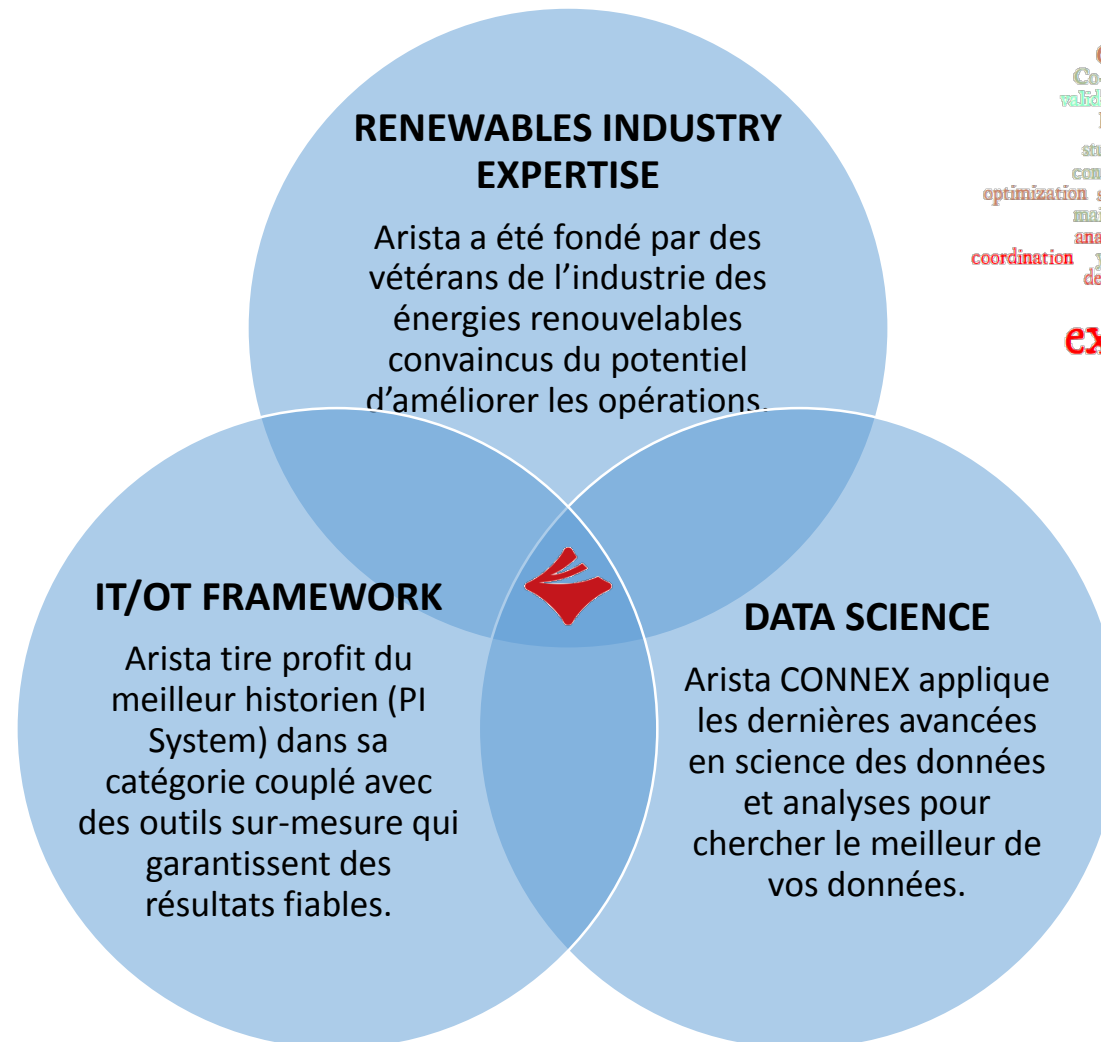 RENEWABLES INDUSTRY
EXPERTISE
Arista a été fondé par des
vétérans de l’industrie des
énergies renouvelables
convaincus du potentiel
d’améliorer les opérations.
optimization
coordination
IT/OT FRAMEWORK
Arista tire profit du
meilleur historien (PI
System) dans sa
catégorie couplé avec
des outils sur-mesure qui
garantissent des
résultats fiables.
DATA SCIENCE
Arista CONNEX applique
les dernières avancées
en science des données
et analyses pour
chercher le meilleur de
vos données.